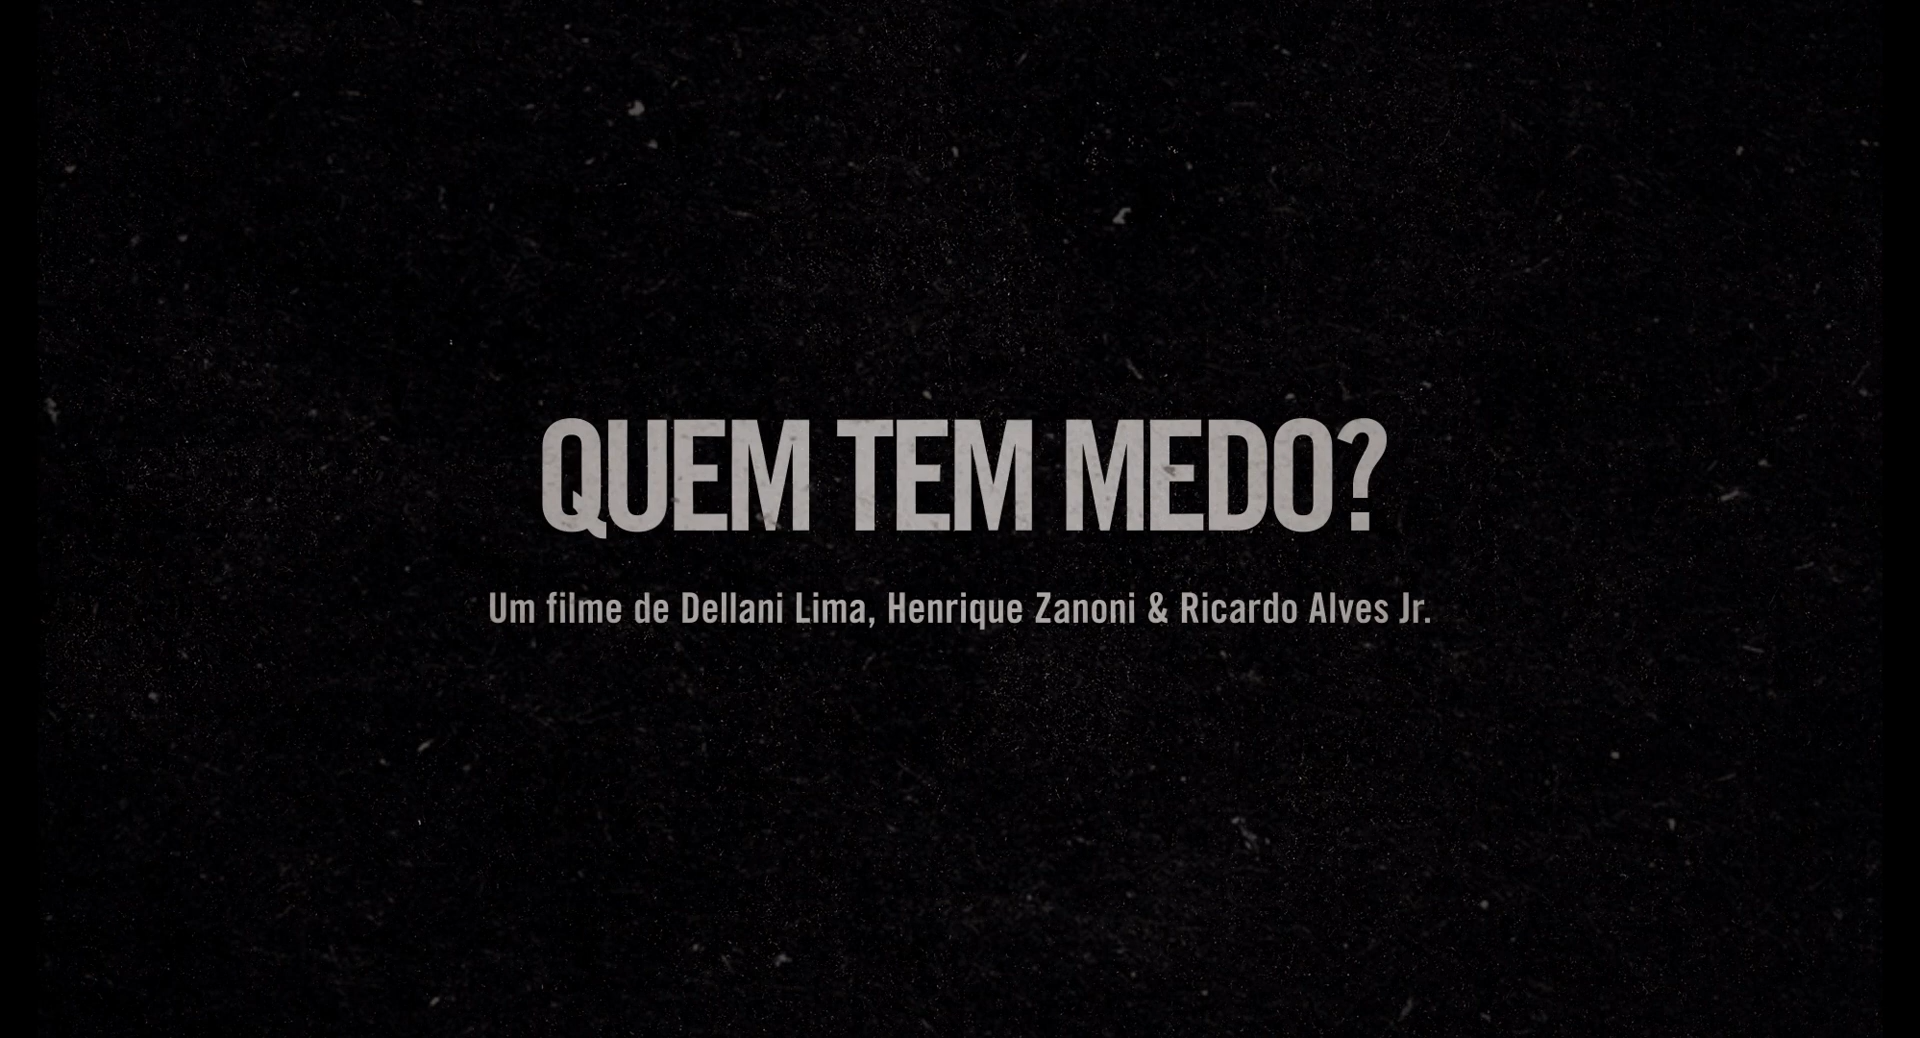 QUEM TEM MEDO?
Um filme de Dellani Lima, Henrique Zanoni & Ricardo Alves Jr.